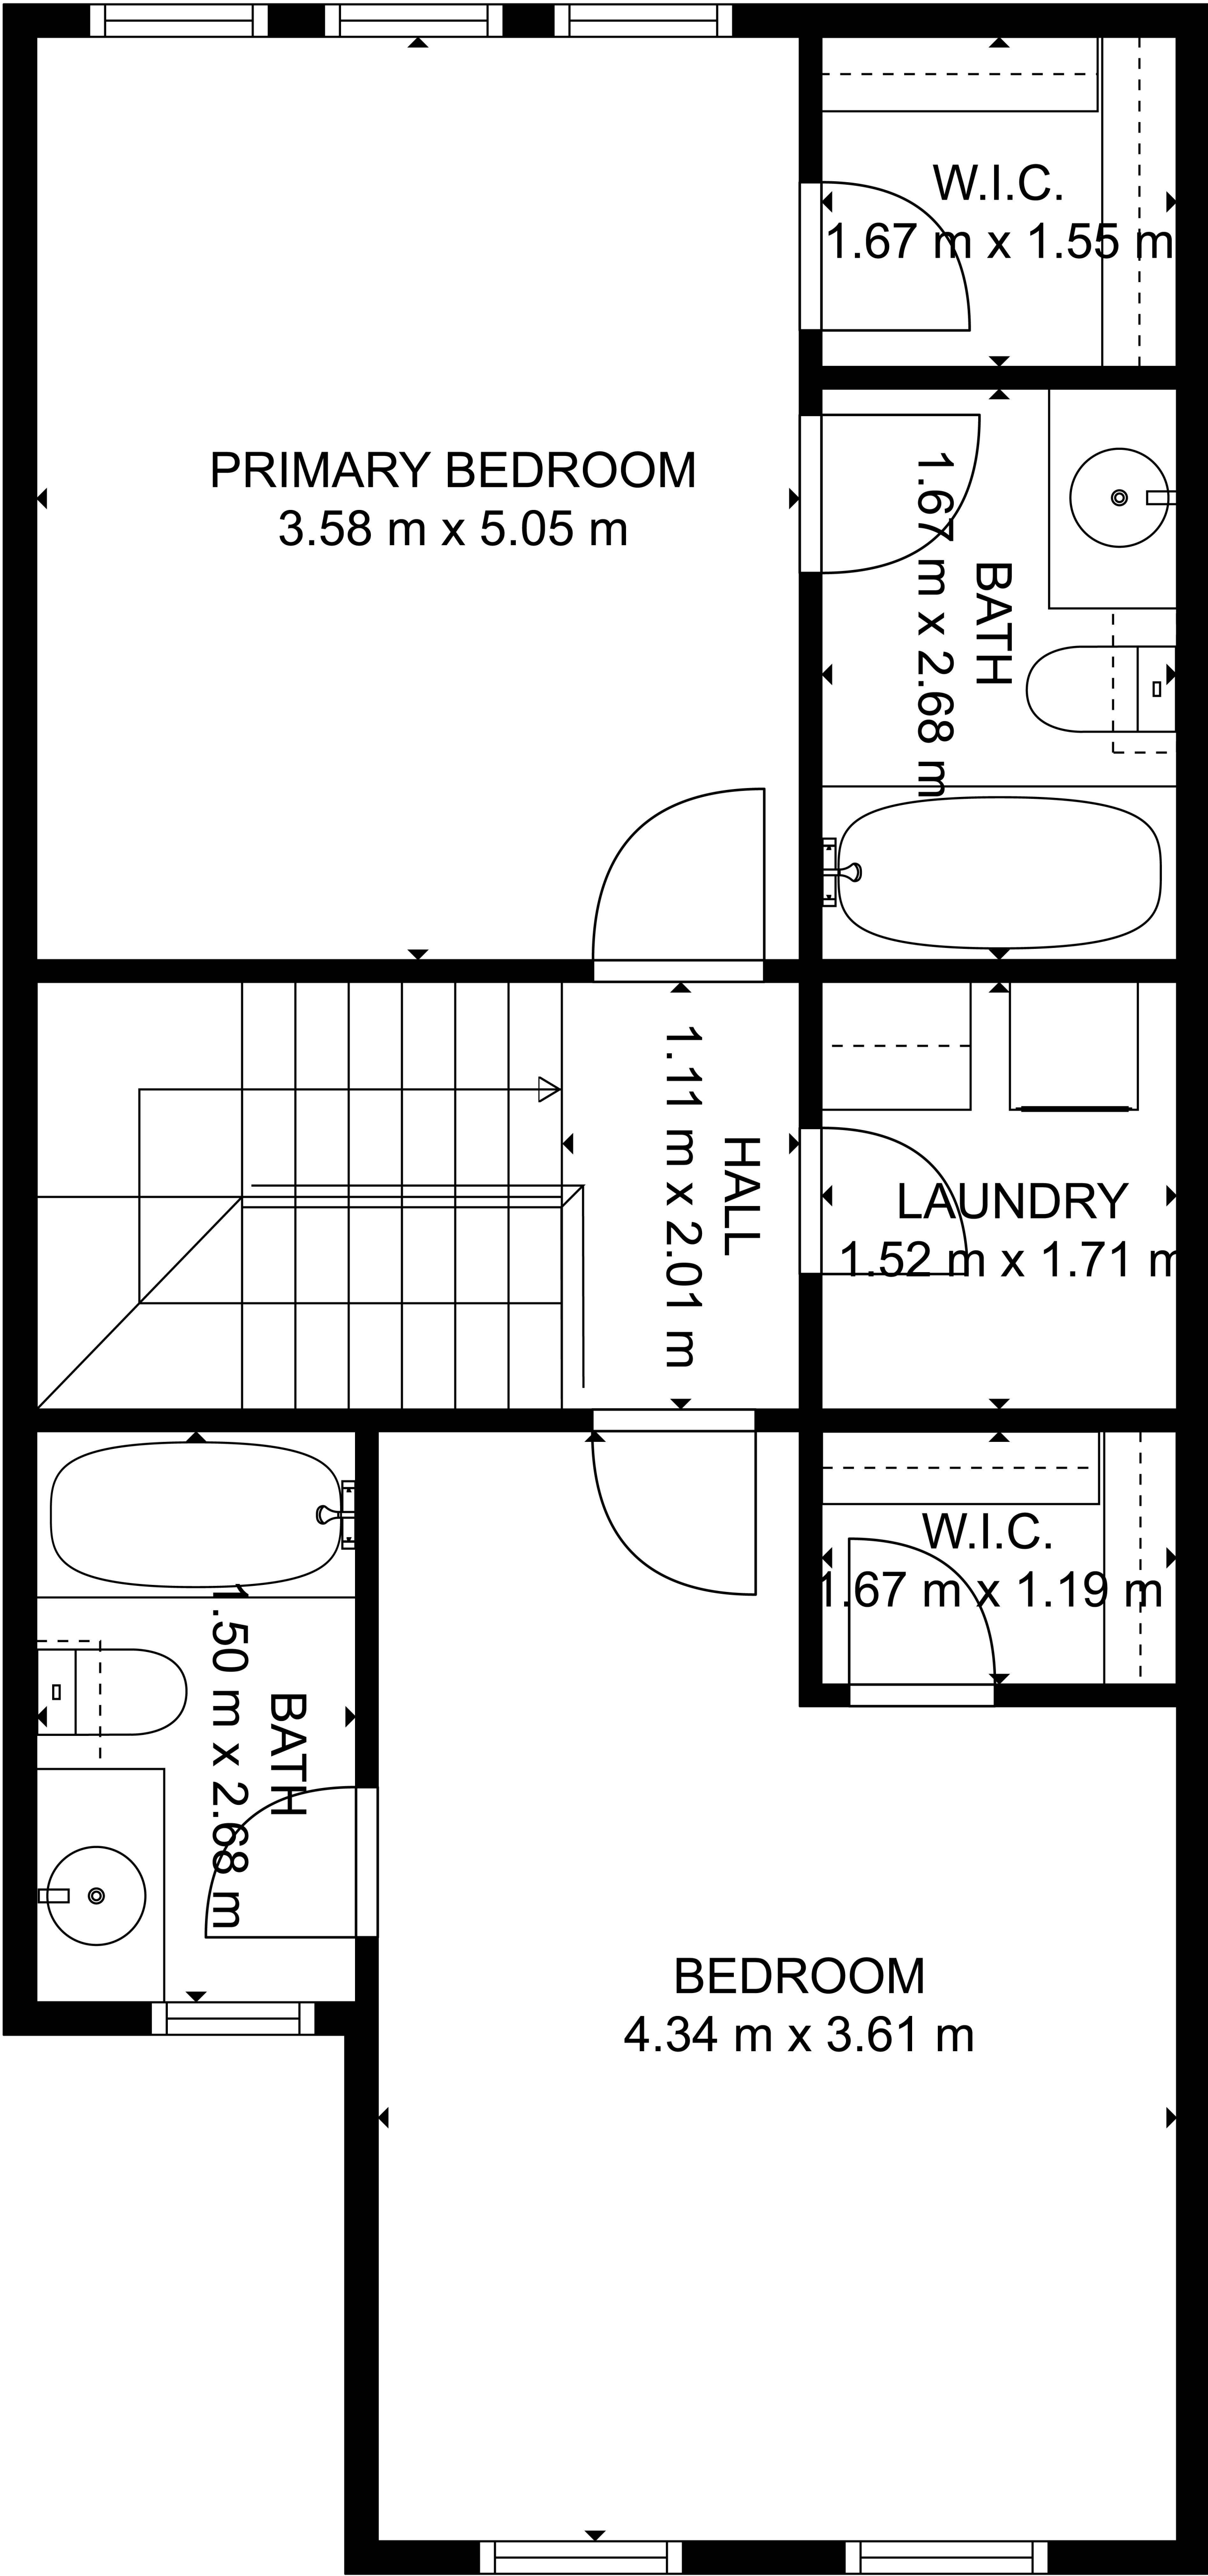 W.I.C.
1.67 m x 1.55 m
PRIMARY BEDROOM
3.58 m x 5.05 m
BATH
1.67 m x 2.68 m
HALL
1.11 m x 2.01 m
LAUNDRY
1.52 m x 1.71 m
W.I.C.
1.67 m x 1.19 m
BATH
1.50 m x 2.68 m
BEDROOM
4.34 m x 3.61 m